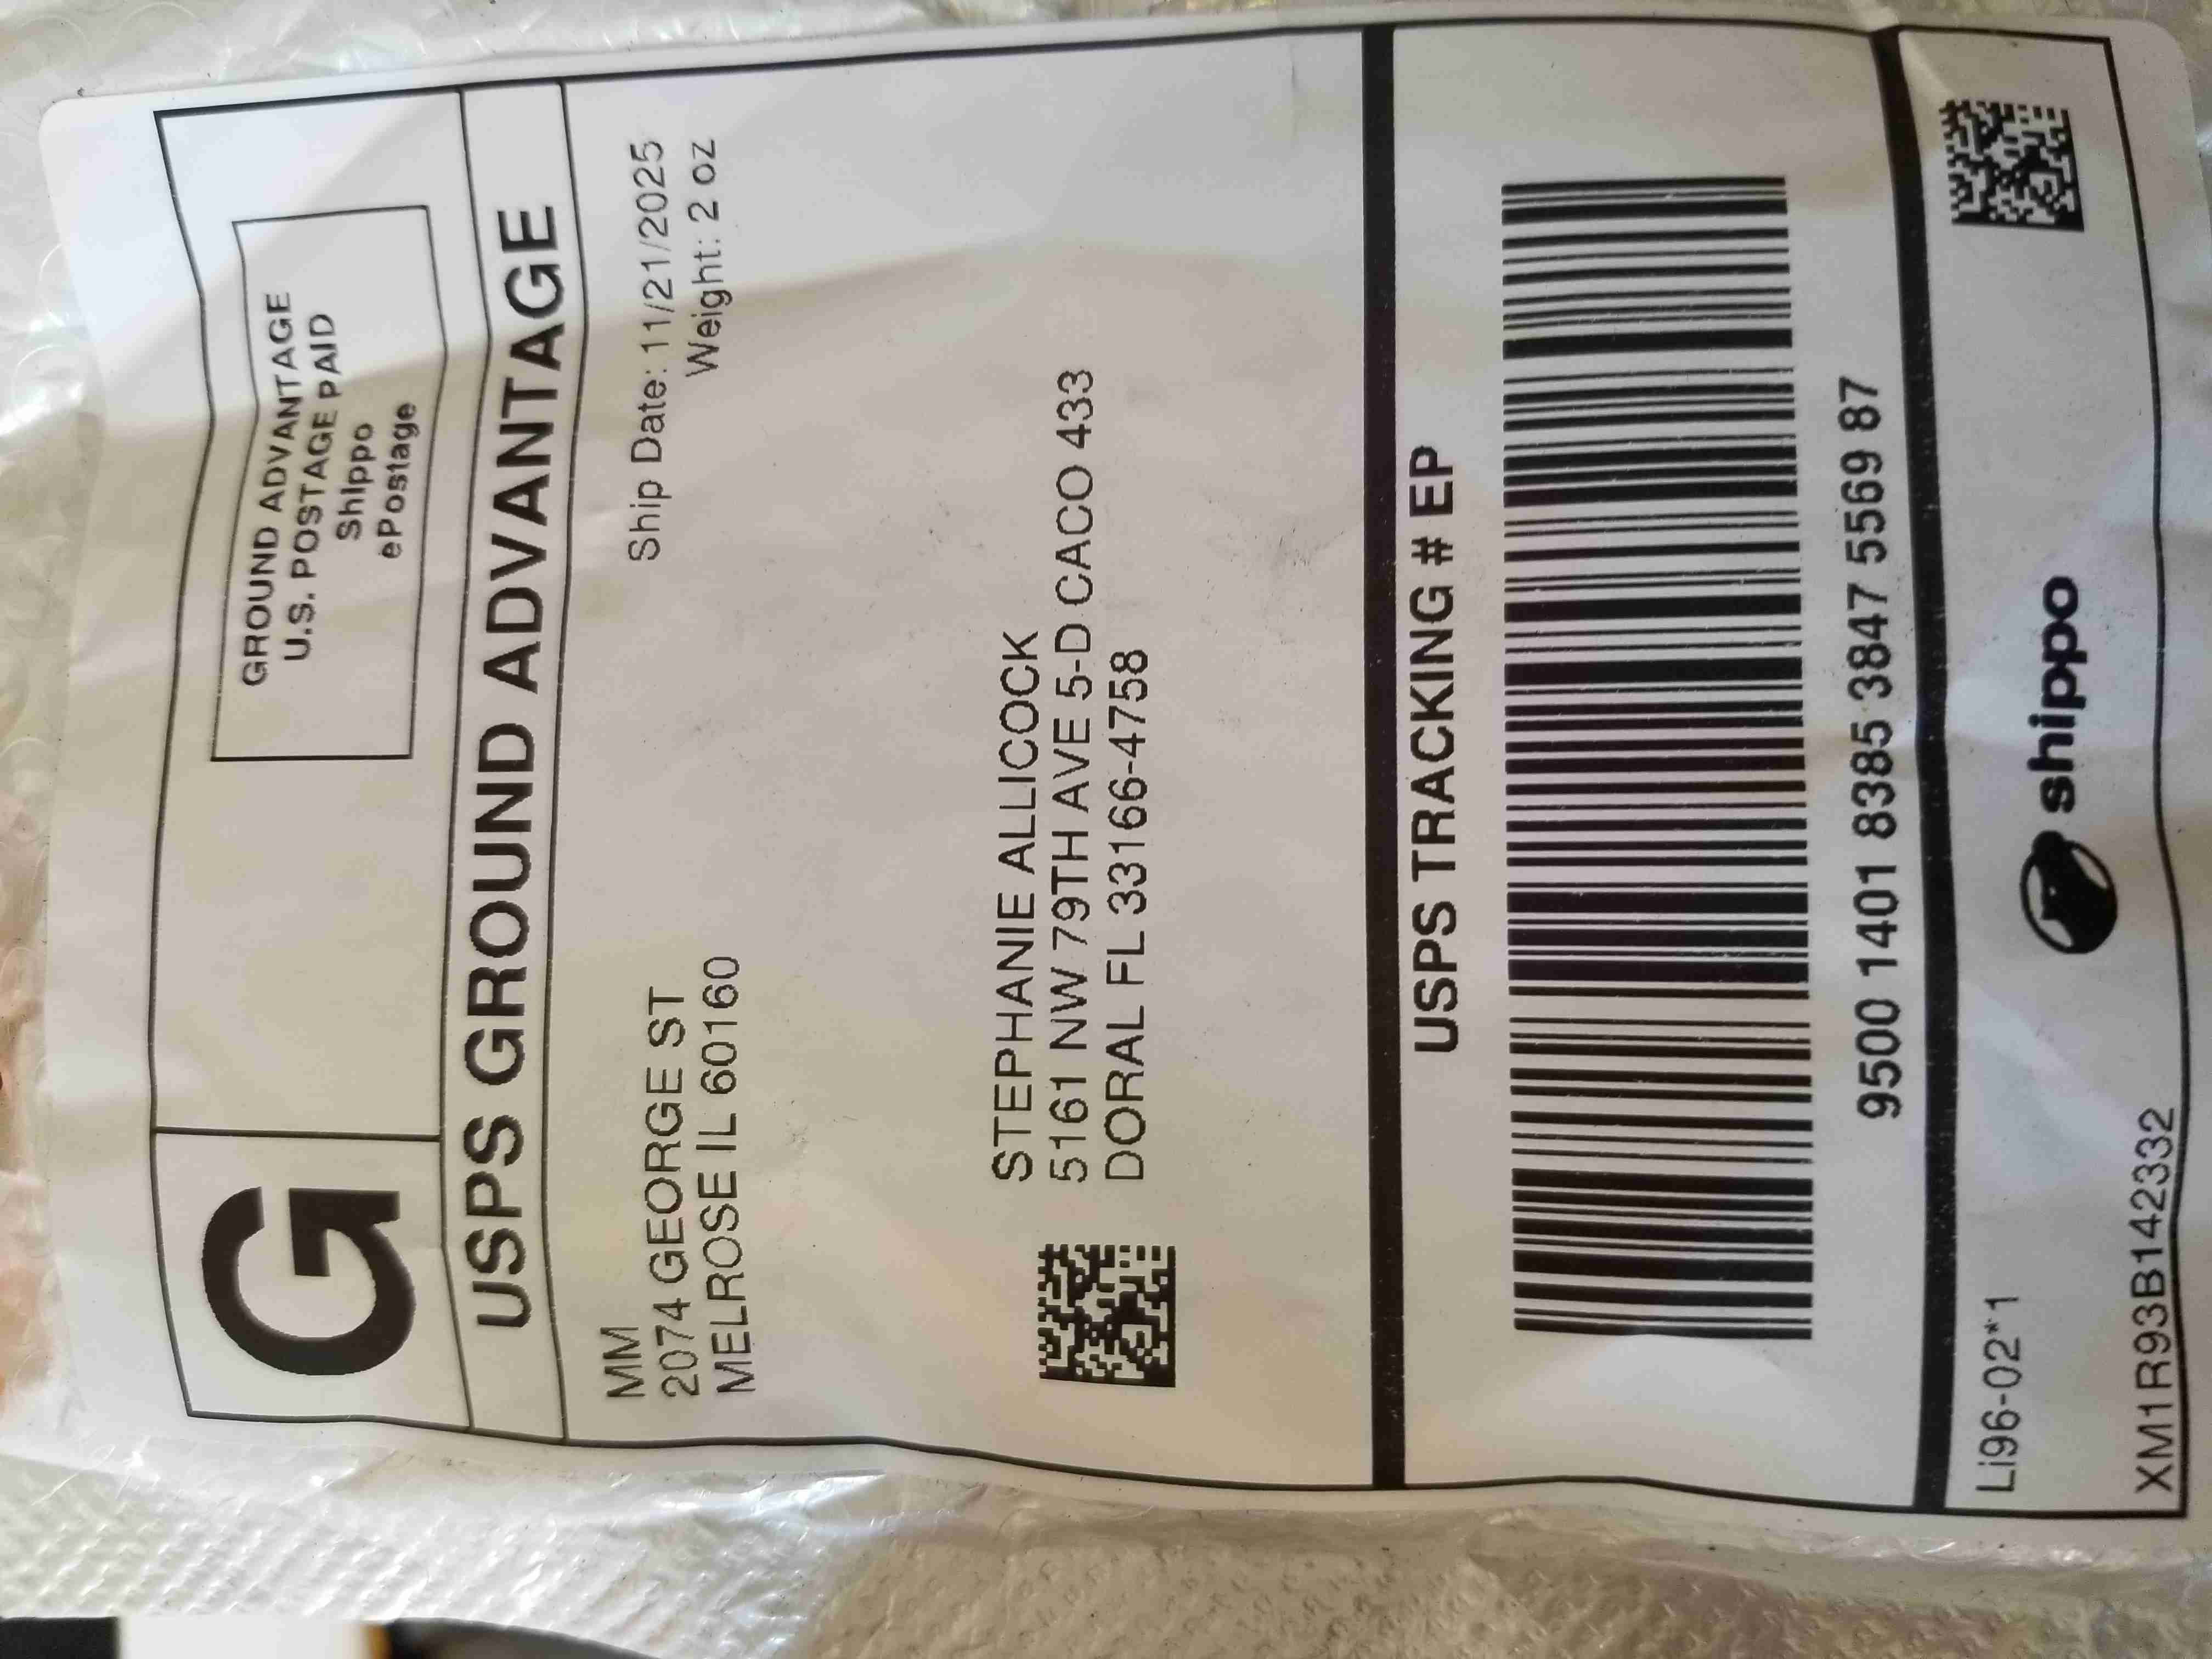 G
GROUND ADVANTAGE
U.S. POSTAGE PAID
Shippo
ePostage
USPS GROUND ADVANTAGE
MM
2074 GEORGE ST
MELROSE IL 60160
Ship Date: 11/21/2025
Weight: 2 oz
STEPHANIE ALLICOCK
5161 NW 79TH AVE 5-D CACO 433
DORAL FL 33166-4758
USPS TRACKING # EP
9500 1401 8385 3847 5569 87
Li96-02*1
shippo
XM1R93B142332